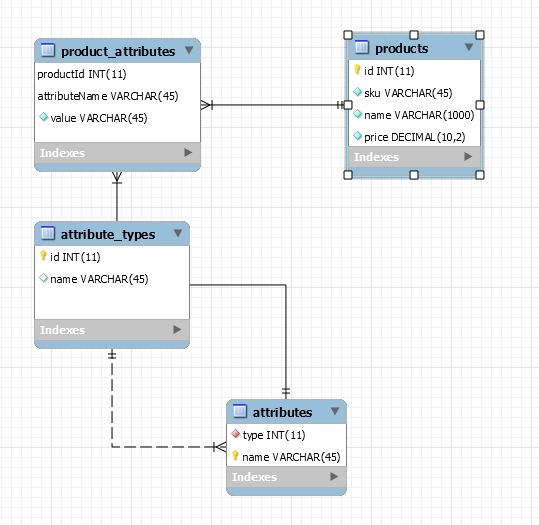 product_attributes
productId INT(11)
attributeName VARCHAR(45)
value VARCHAR(45)
Indexes
products
id INT(11)
sku VARCHAR(45)
name VARCHAR(1000)
price DECIMAL(10,2)
Indexes
attribute_types
id INT(11)
name VARCHAR(45)
Indexes
attributes
type INT(11)
name VARCHAR(45)
Indexes